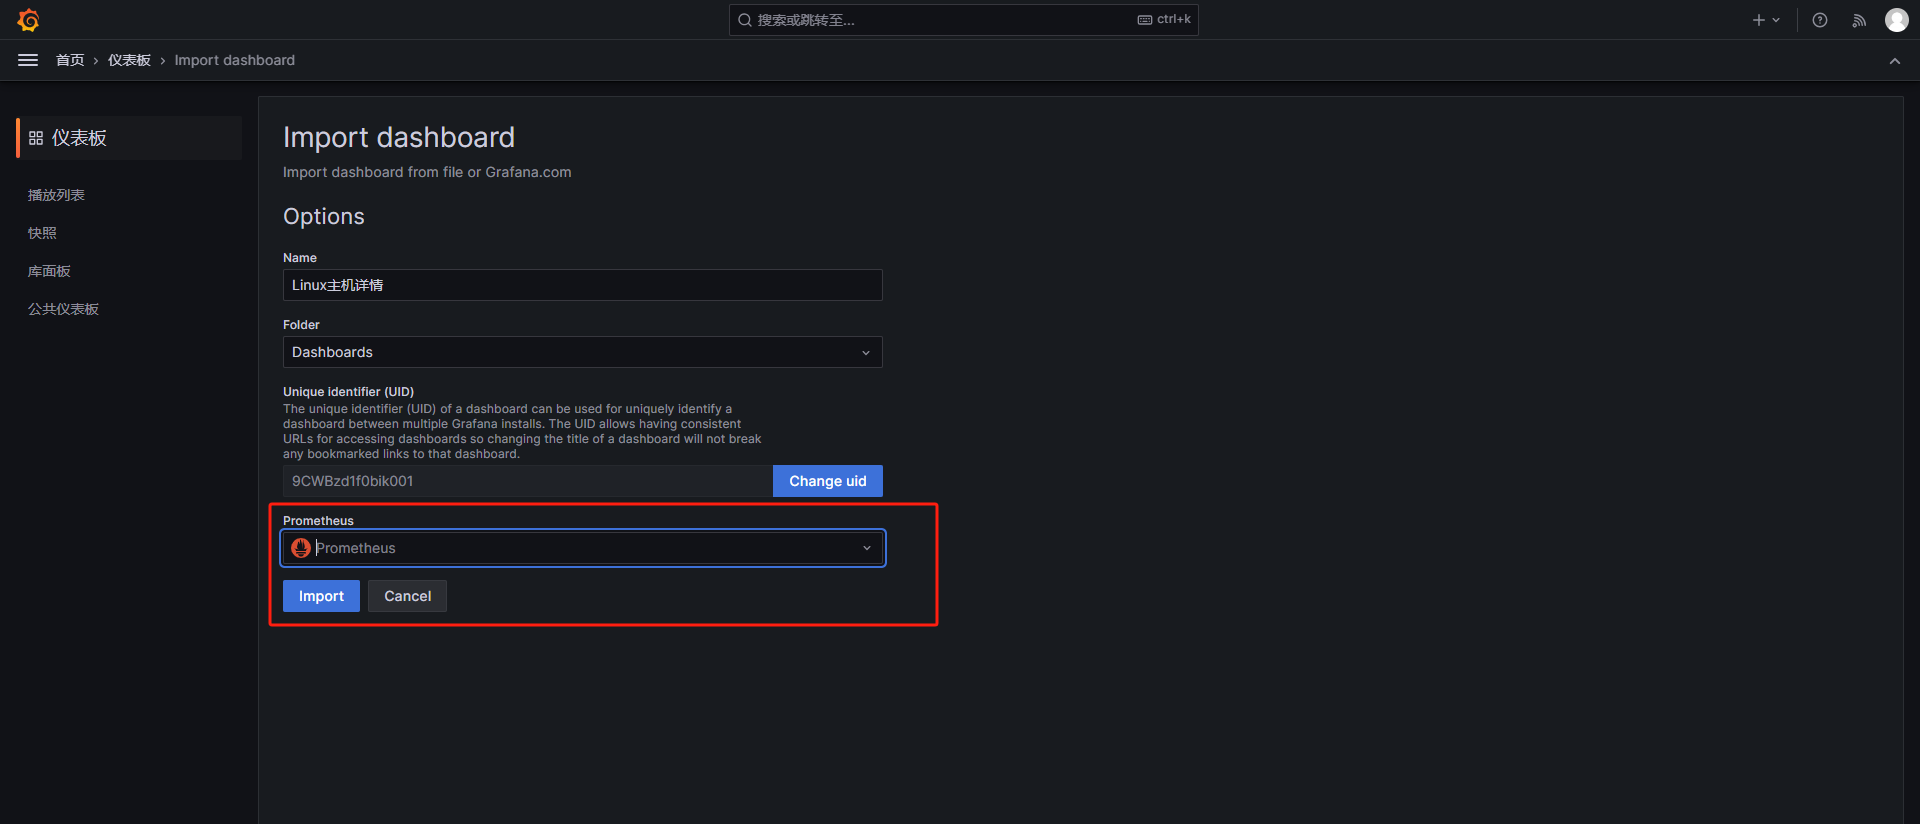 搜索或跳转至...
ctrl+k
首页 › 仪表板 › Import dashboard
仪表板
播放列表
快照
库面板
公共仪表板
Import dashboard
Import dashboard from file or Grafana.com
Options
Name
Linux主机详情
Folder
Dashboards
Unique identifier (UID)
The unique identifier (UID) of a dashboard can be used for uniquely identify a
dashboard between multiple Grafana installs. The UID allows having consistent
URLs for accessing dashboards so changing the title of a dashboard will not break
any bookmarked links to that dashboard.
9CWBzd1f0bik001
Change uid
Prometheus
Prometheus
Import
Cancel